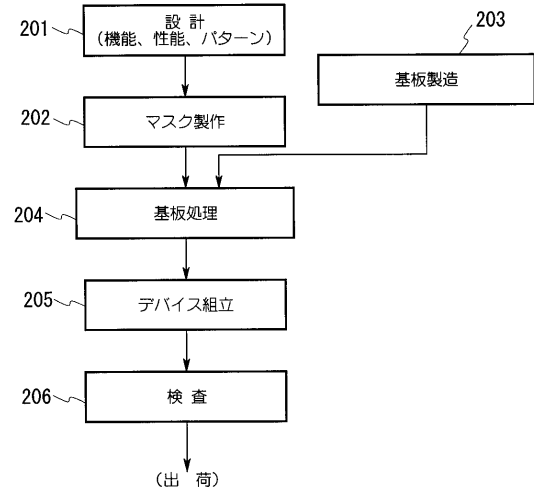 201
設 計
(機能、性能、パターン)
203
基板製造
202
マスク製作
204
基板処理
205
デバイス組立
206
検 査
(出 荷)